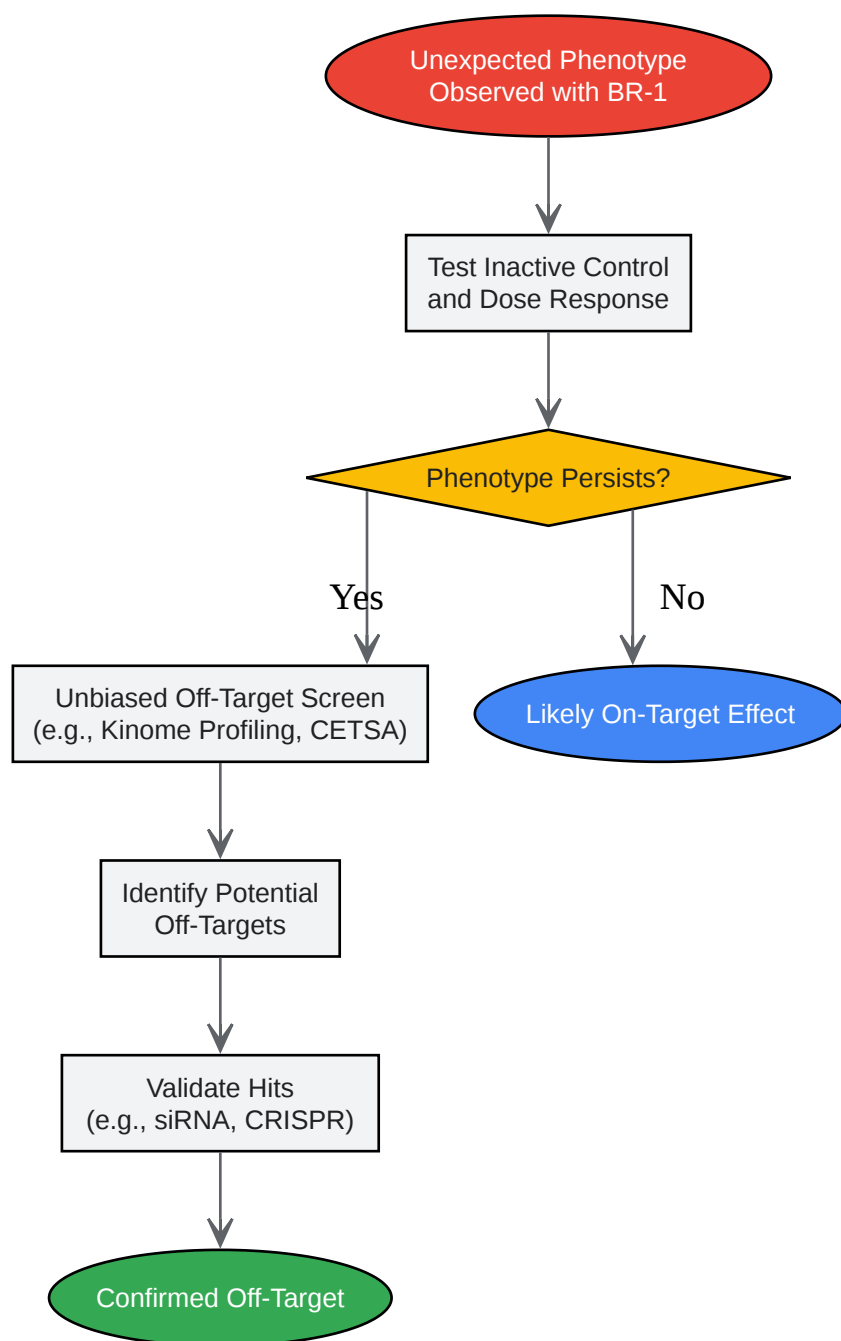 Unexpected Phenotype
Observed with BR-1
Test Inactive Control
and Dose Response
Phenotype Persists?
Yes
No
Unbiased Off-Target Screen
(e.g., Kinome Profiling, CETSA)
Likely On-Target Effect
Identify Potential
Off-Targets
Validate Hits
(e.g., siRNA, CRISPR)
Confirmed Off-Target